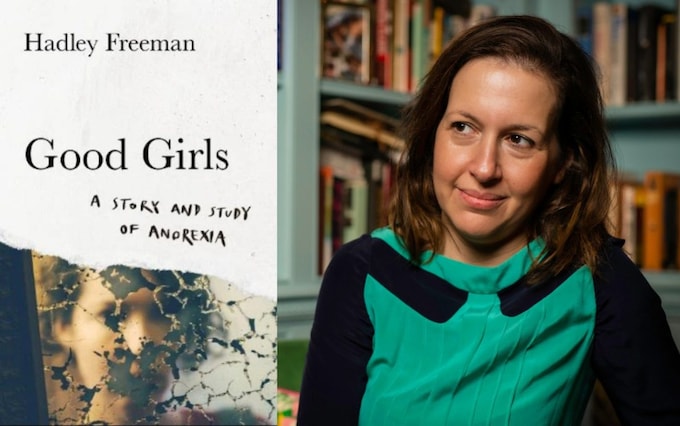 Hadley Freeman
Good Girls
A STORY AND STUDY
OF ANOREXIA